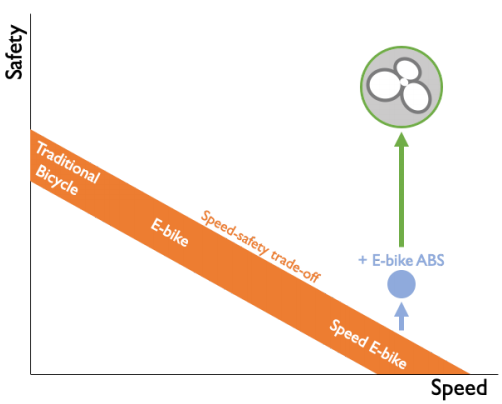 Safety
Traditional
Bicycle
E-bike
Speed-safety trade-off
+ E-bike ABS
Speed E-bike
Speed